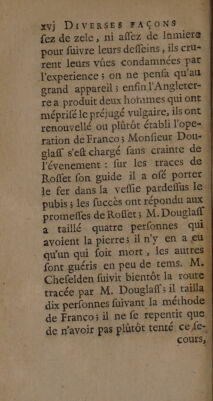 xvj DIVERSES FAÇONS
ſez de zele, ni aſſez de lumiere
pour ſuivre leurs deſſeins, ils cru-
rent leurs vûes condamnées par
l'experience; on ne penſa qu'au
grand appareil; enfin l'Angleter-
re a produit deux hommes qui ont
mépriſé le préjugé vulgaire, ils ont
renouvellé ou plûtôt établi l'ope-
ration de Franco; Monſieur Dou-
glaſſ s'eſt chargé ſans crainte de
l'évenement: ſur les traces de
Roſſet ſon guide il a oſé porter
le fer dans la veſſie pardeſſus le
pubis; les ſuccès ont répondu aux
promeſſes de Roſſet; M. Douglaſſ
a taillé quatre perſonnes qui
avoient la pierre; il n'y en a eu
qu'un qui ſoit mort, les autres
ſont guéris en peu de tems. M.
Cheſelden ſuivit bientôt la route
tracée par M. Douglaſſ; il tailla
dix perſonnes ſuivant la méthode
de Franco; il ne ſe repentit que
de n'avoir pas plûtôt tenté ce ſe-
cours,